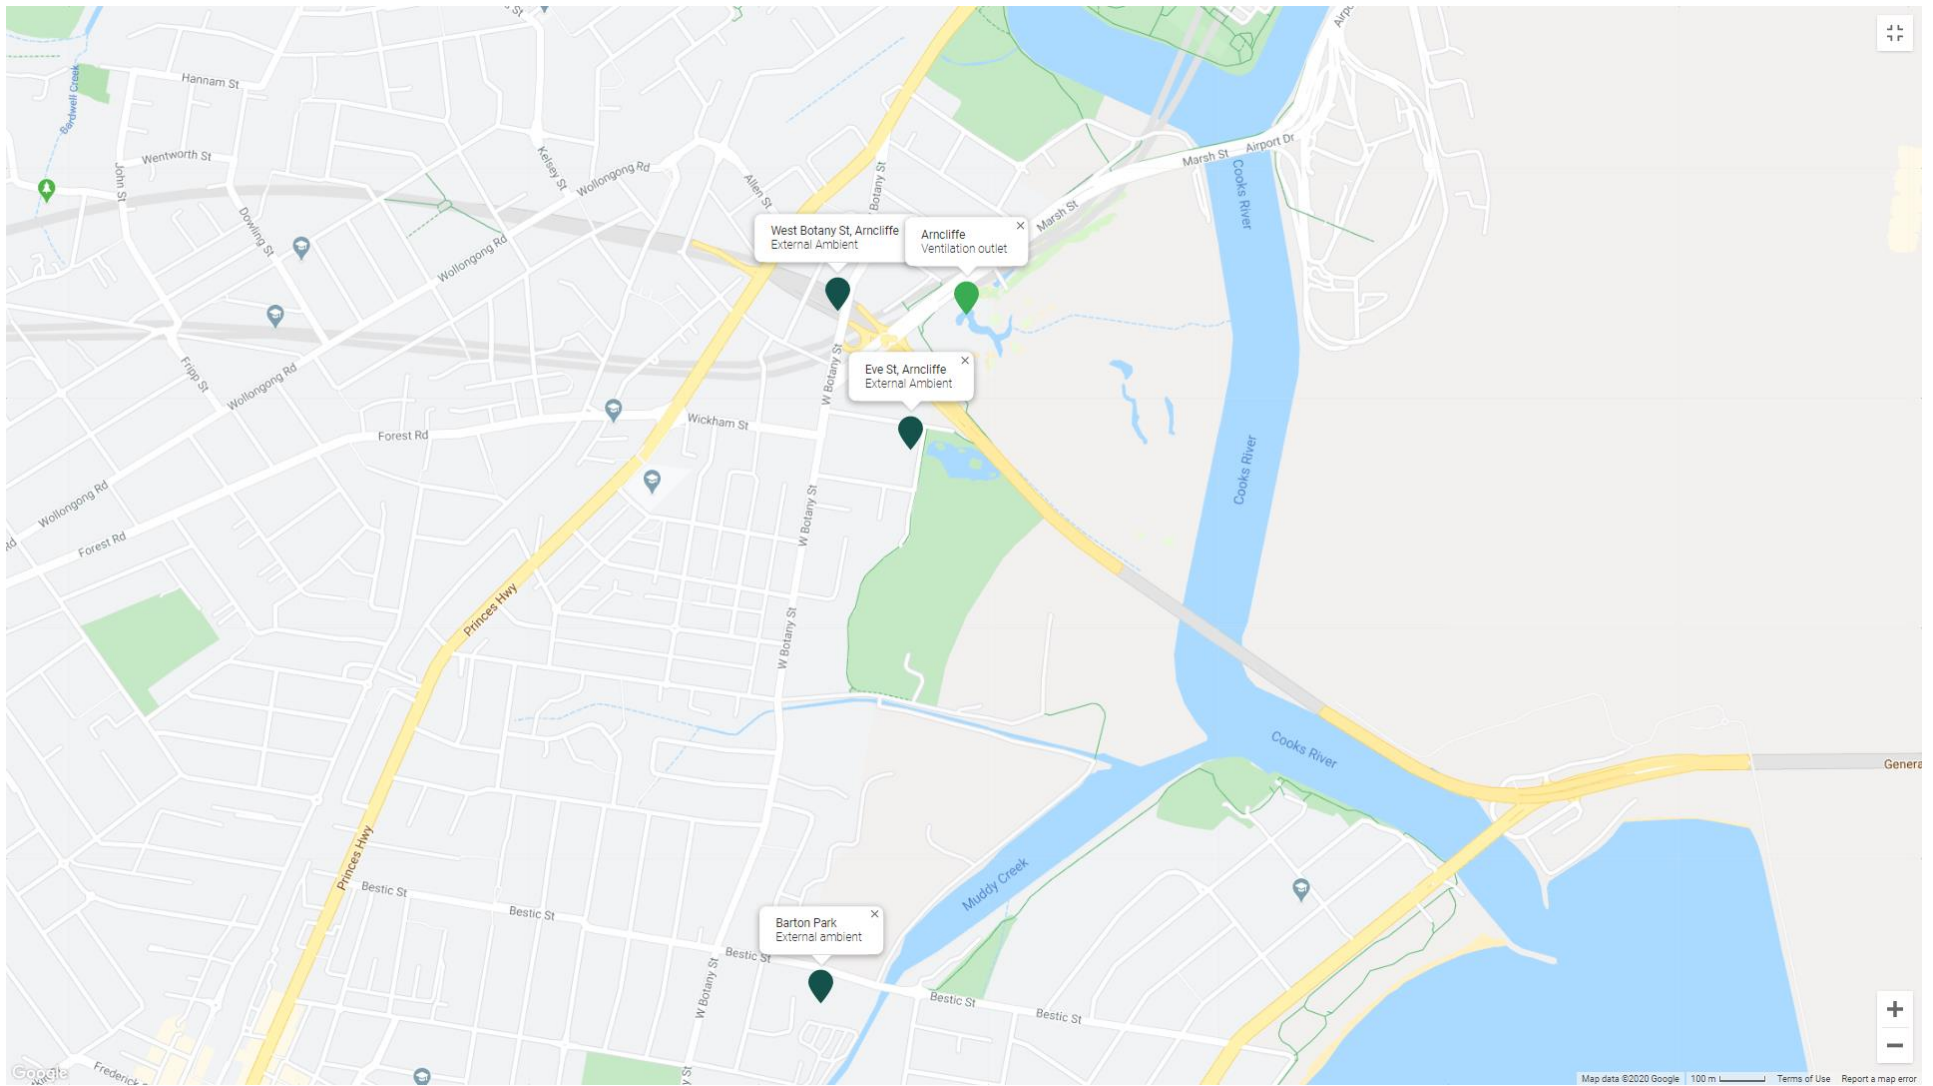 Hannam St
Bardwell Creek
Wentworth St
John St
Kelsey St
Wollongong Rd
Allen St
Botany St
Marsh St
Airport Dr
Cooks River
Marsh St
Dowling St
Wollongong Rd
West Botany St, Arncliffe
External Ambient
Arncliffe
Ventilation outlet
Eve St, Arncliffe
External Ambient
W Botany St
Fripp St
Wollongong Rd
Forest Rd
Wickham St
Cooks River
Wollongong Rd
Forest Rd
Rd
W Botany St
Princes Hwy
W Botany St
Cooks River
Genera
Princes Hwy
Muddy Creek
Bestic St
Bestic St
Barton Park
External ambient
Bestic St
W Botany St
Bestic St
Bestic St
Frederick
Google
Map data ©2020 Google
100 m
Terms of Use
Report a map error